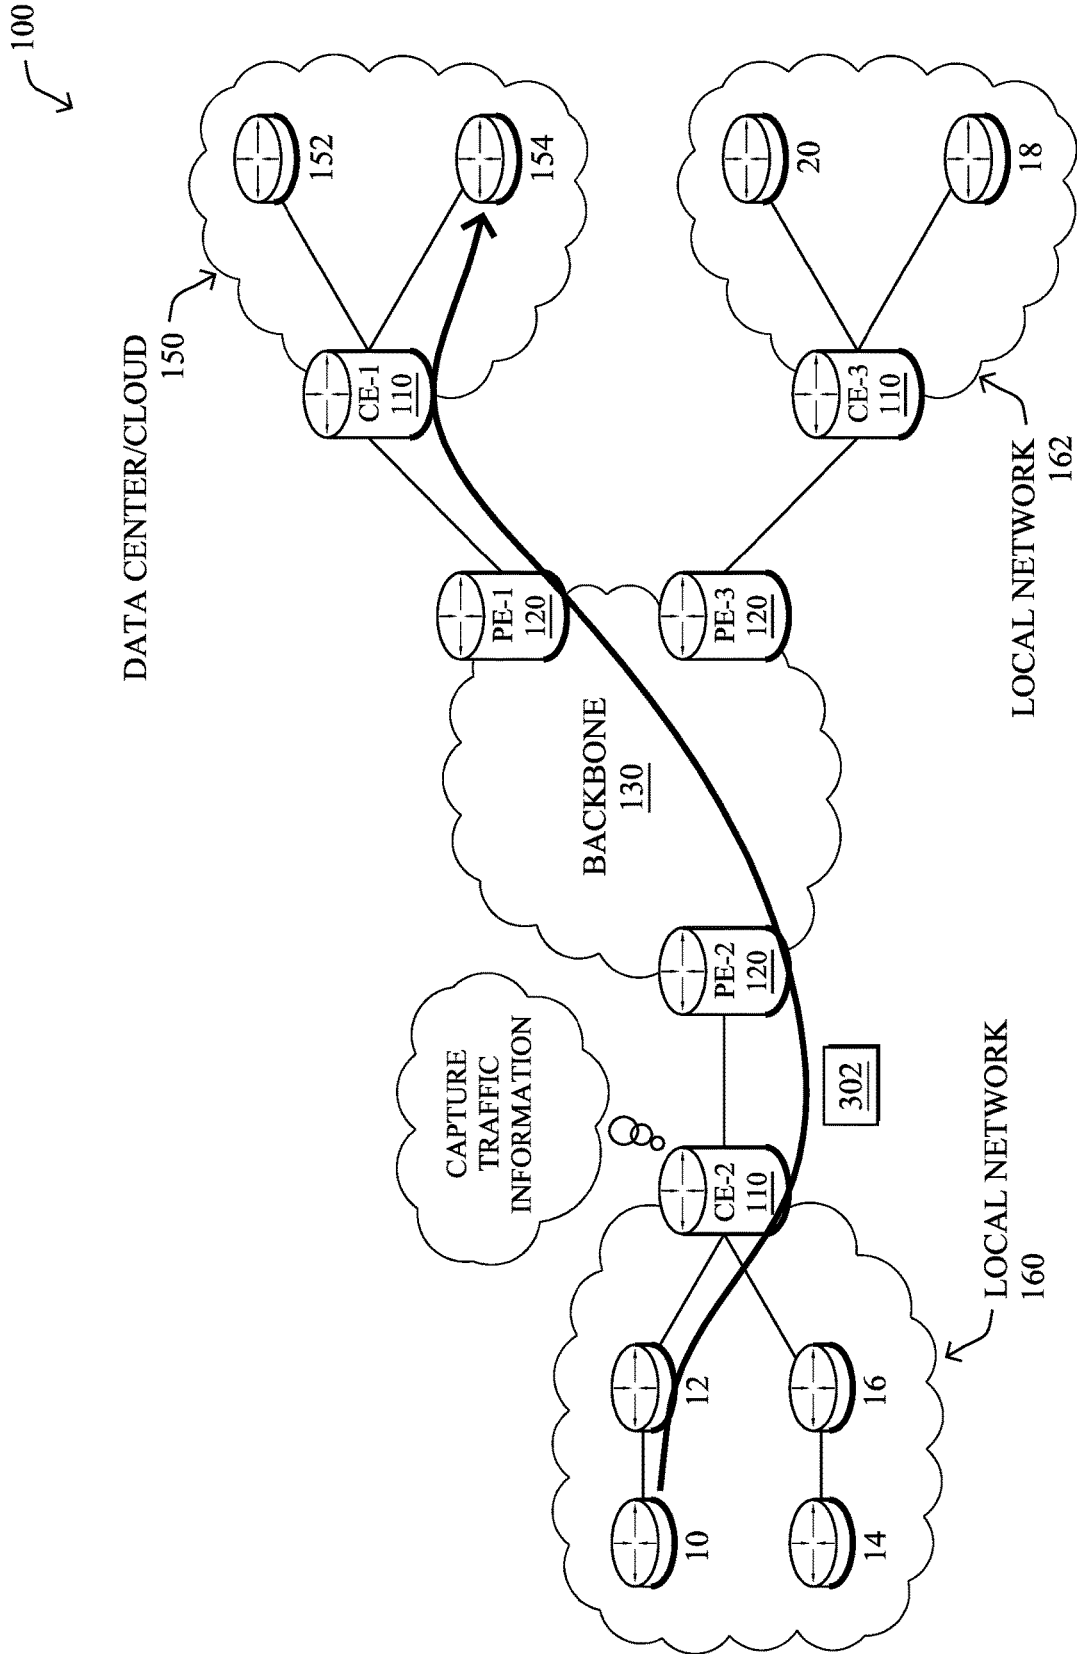 100
DATA CENTER/CLOUD
150
152
154
CE-1
110
PE-1
120
BACKBONE
130
CAPTURE
TRAFFIC
INFORMATION
10
12
14
16
CE-2
110
PE-2
120
302
PE-3
120
CE-3
110
20
18
LOCAL NETWORK
160
LOCAL NETWORK
162